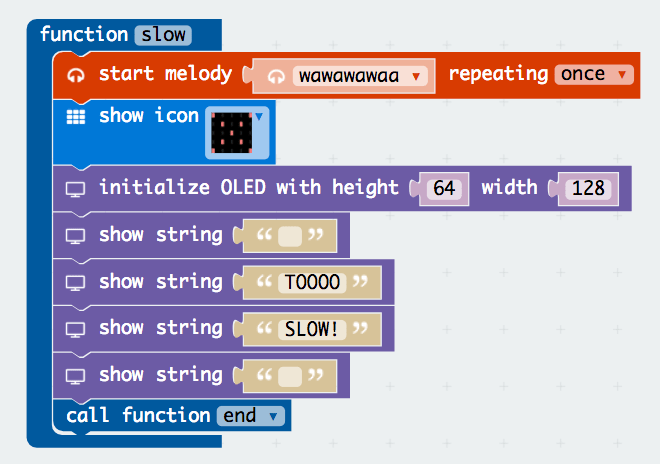 function slow
start melody wawawawaa repeating once
show icon
initialize OLED with height 64 width 128
show string “ ”
show string “ TOOOO ”
show string “ SLOW! ”
show string “ ”
call function end